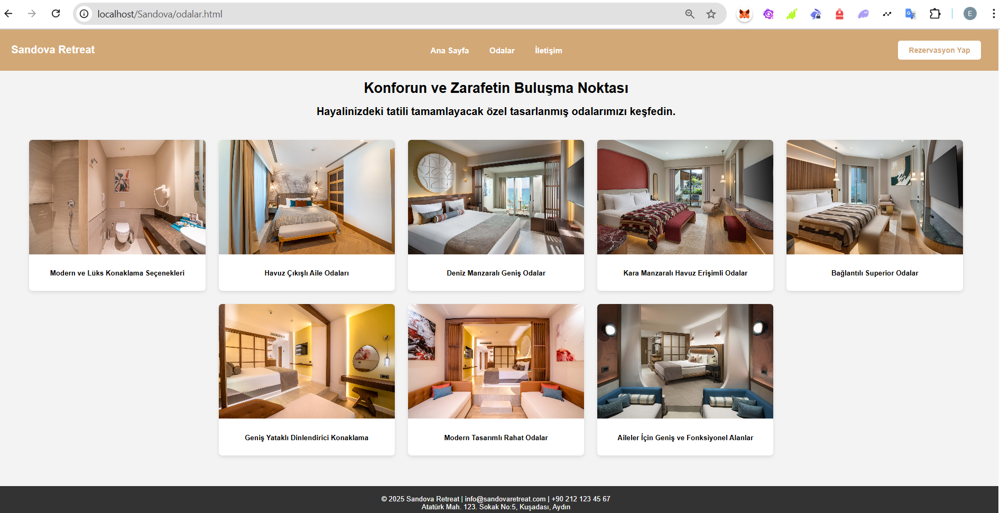 localhost/Sandova/odalar.html
E
Sandova Retreat
Ana Sayfa
Odalar
İletişim
Rezervasyon Yap
Konforun ve Zarafetin Buluşma Noktası
Hayalinizdeki tatili tamamlayacak özel tasarlanmış odalarımızı keşfedin.
Modern ve Lüks Konaklama Seçenekleri
Havuz Çıkışlı Aile Odaları
Deniz Manzaralı Geniş Odalar
Kara Manzaralı Havuz Erişimli Odalar
Bağlantılı Superior Odalar
Geniş Yataklı Dinlendirici Konaklama
Modern Tasarımlı Rahat Odalar
Aileler İçin Geniş ve Fonksiyonel Alanlar
© 2025 Sandova Retreat | info@sandovaretreat.com | +90 212 123 45 67
Atatürk Mah. 123. Sokak No:5, Kuşadası, Aydın